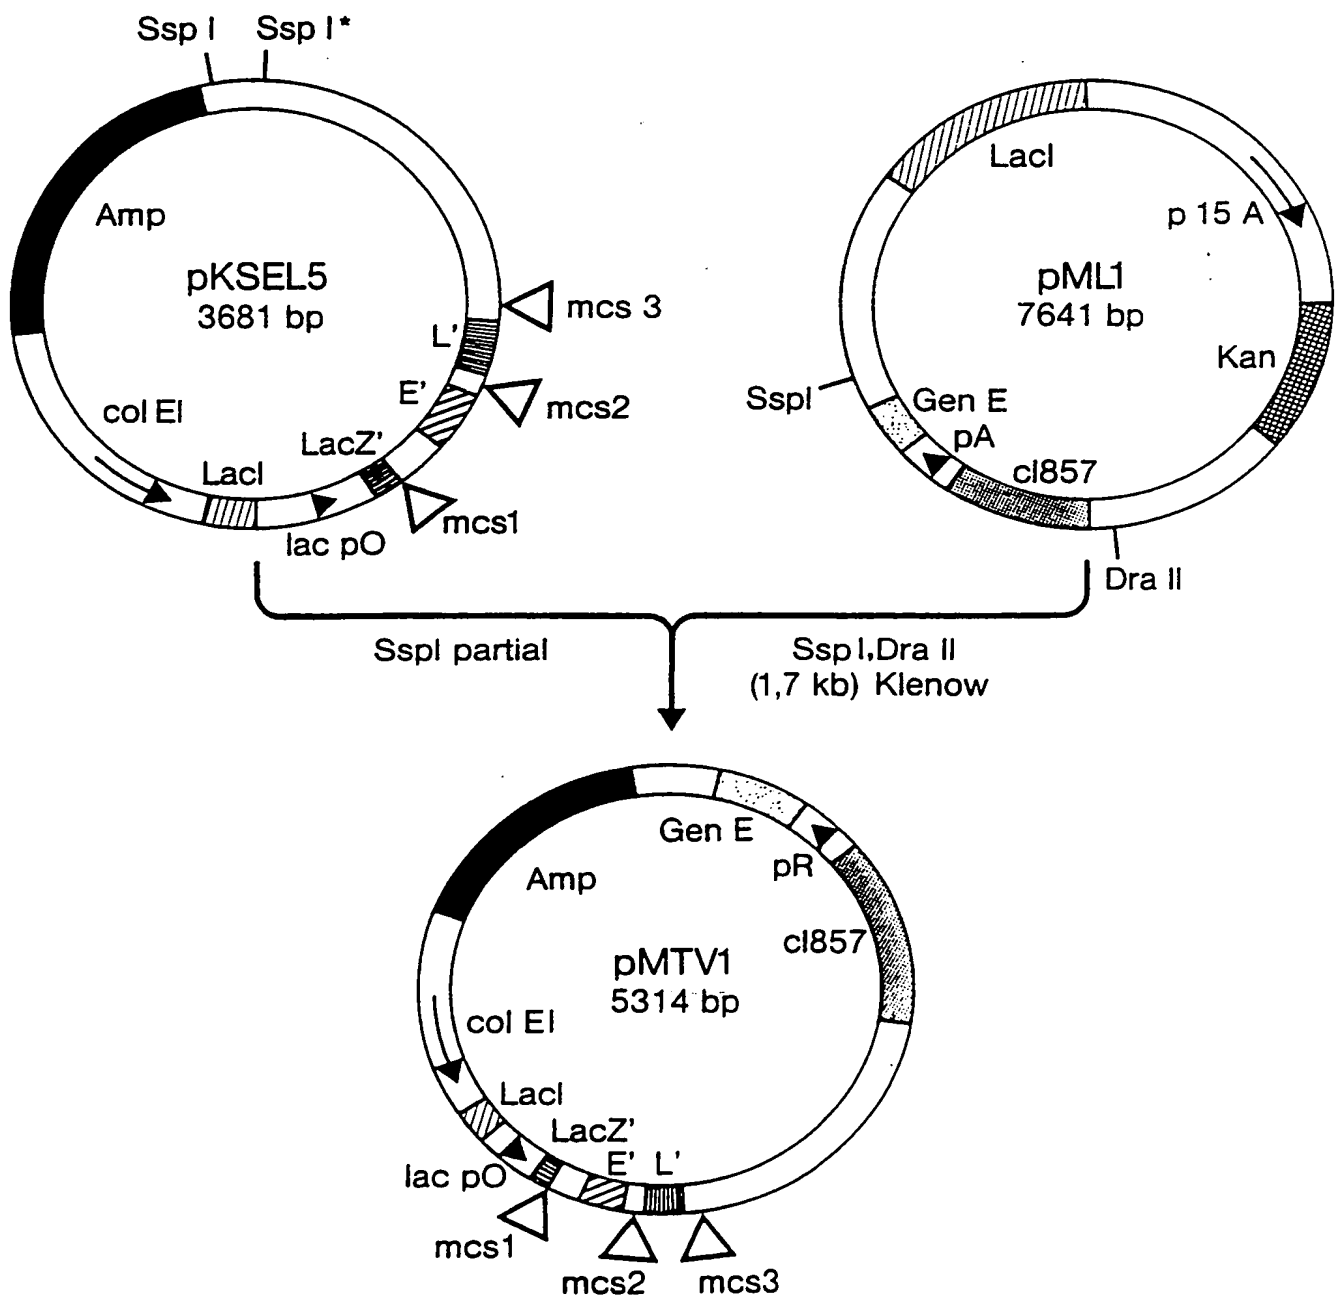 Ssp I
Ssp I*
Amp
pKSEL5
3681 bp
mcs 3
L'
E'
mcs2
col EI
LacZ'
LacI
mcs1
lac pO
LacI
p 15 A
pML1
7641 bp
Kan
SspI
Gen E
pA
cI857
Dra II
SspI partial
Ssp I, Dra II
(1,7 kb) Klenow
Gen E
pR
Amp
cI857
pMTV1
5314 bp
col EI
LacI
LacZ'
E'
L'
lac pO
mcs1
mcs2
mcs3